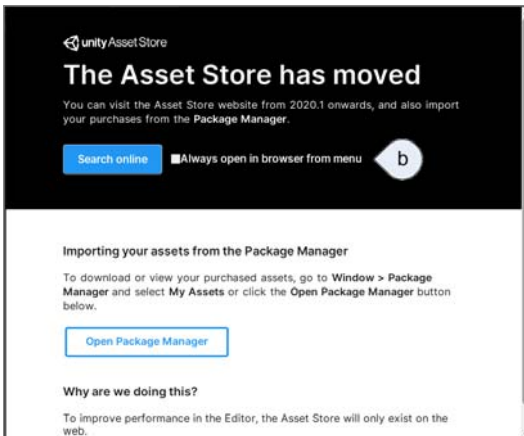 unity Asset Store
The Asset Store has moved
You can visit the Asset Store website from 2020.1 onwards, and also import
your purchases from the Package Manager.
Search online Always open in browser from menu b
Importing your assets from the Package Manager
To download or view your purchased assets, go to Window > Package
Manager and select My Assets or click the Open Package Manager button
below.
Open Package Manager
Why are we doing this?
To improve performance in the Editor, the Asset Store will only exist on the
web.